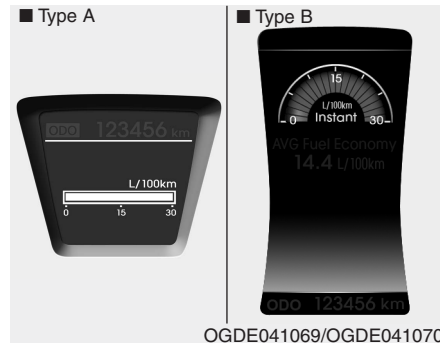 ■ Type A
ODO 123456 km
L/100km
0 15 30
■ Type B
15
L/100km
0 Instant 30
AVG Fuel Economy
14.4 L/100km
ODO 123456 km
OGDE041069/OGDE041070